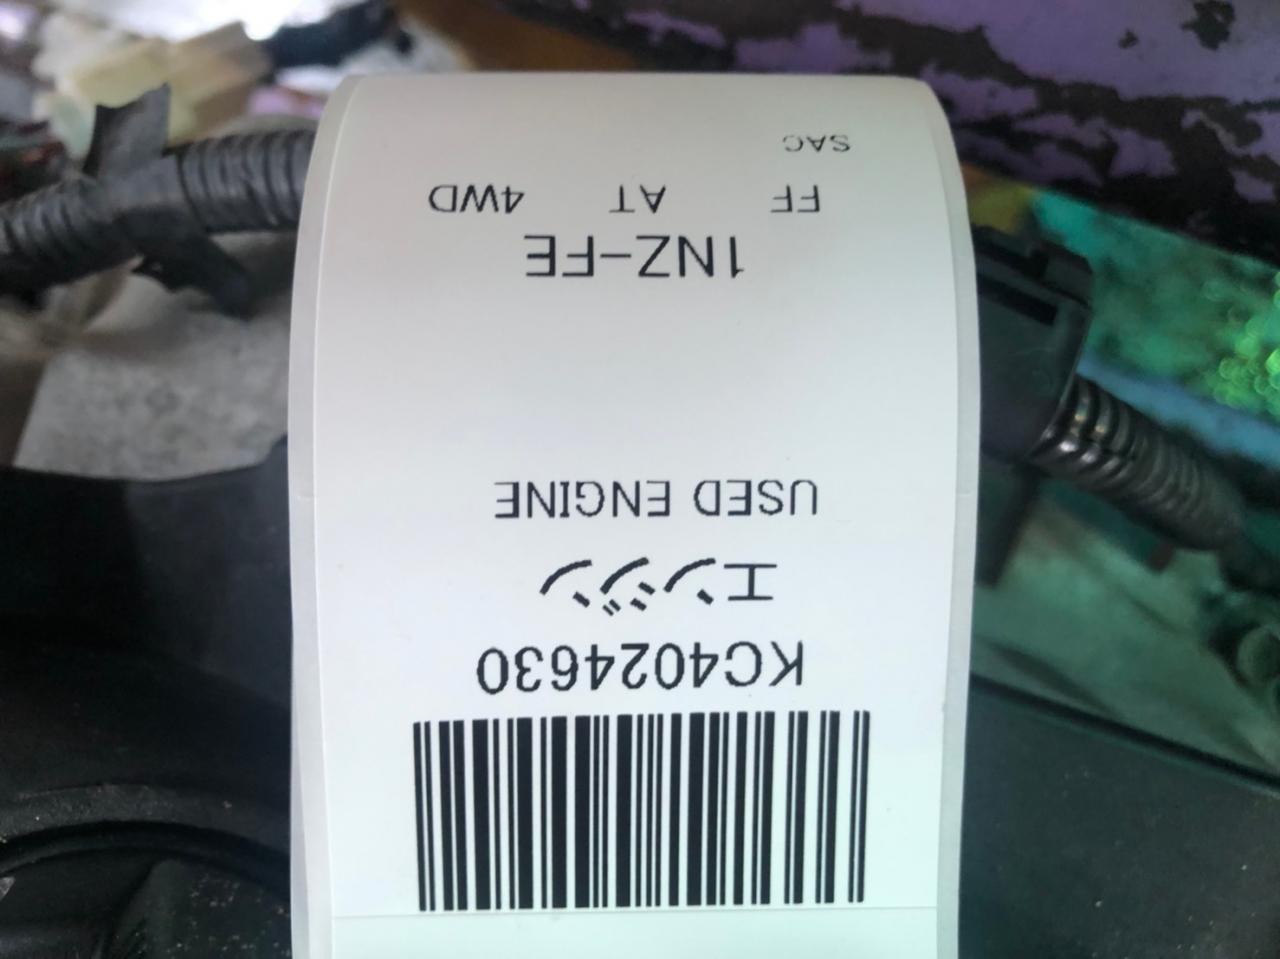 KC4024630
エンジン
USED ENGINE
1NZ-FE
FF AT 4WD
SAC